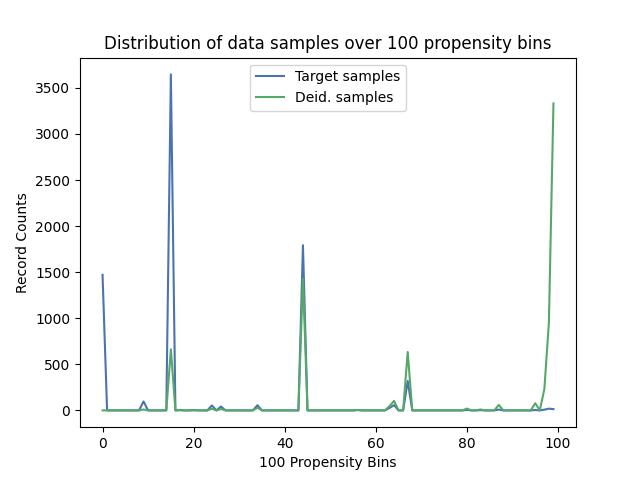 Distribution of data samples over 100 propensity bins
Target samples
Deid. samples
3500
3000
2500
2000
1500
1000
500
0
Record Counts
0 20 40 60 80 100
100 Propensity Bins